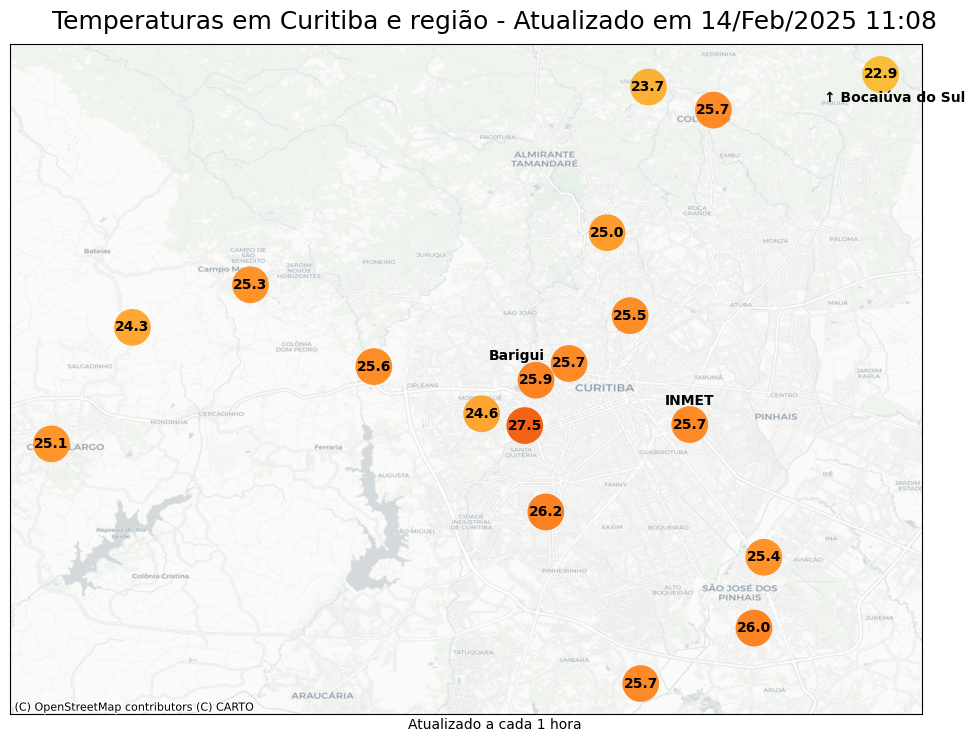 Temperaturas em Curitiba e região - Atualizado em 14/Feb/2025 11:08
SERRINHA
22.9
23.7
↑ Bocaiúva do Sul
25.7
PACOTUBA
ALMIRANTE
TAMANDARÉ
EMBU
ROÇA
GRANDE
25.0
MONZA
PALOMA
Bateias
CAMPO DE
SÃO
BENEDITO
JURUQUI
PIONEIRO
JARDIM
NOVOS
HORIZONTES
25.3
ATUBA
MAUÁ
SÃO JOÃO
25.5
24.3
COLÔNIA
DOM PEDRO
Barigui
25.7
SALGADINHO
25.6
JARDIM
KARLA
TARUMÃ
25.9
ORLEANS
CURITIBA
CENTRO
INMET
24.6
CERCADINHO
RONDINHA
PINHAIS
27.5
25.7
25.1
Ferraria
SANTA
QUITÉRIA
CUABIROTUBA
AUGUSTA
IPÊ
FANNY
JARDIM
ESTADE
26.2
CIDADE
INDUSTRIAL
DE CURITIBA
SÃO MIGUEL
XAXIM
BOQUEIRÃO
Represa do Rio
Verde
INÁ
25.4
AVIAÇÃO
PINHEIRINHO
Colônia Cristina
ALTO
BOQUEIRÃO
SÃO JOSÉ DOS
PINHAIS
JUREMA
26.0
TATUQUARA
UMBARÁ
25.7
ARUJÁ
ARAUCÁRIA
(C) OpenStreetMap contributors (C) CARTO
Atualizado a cada 1 hora